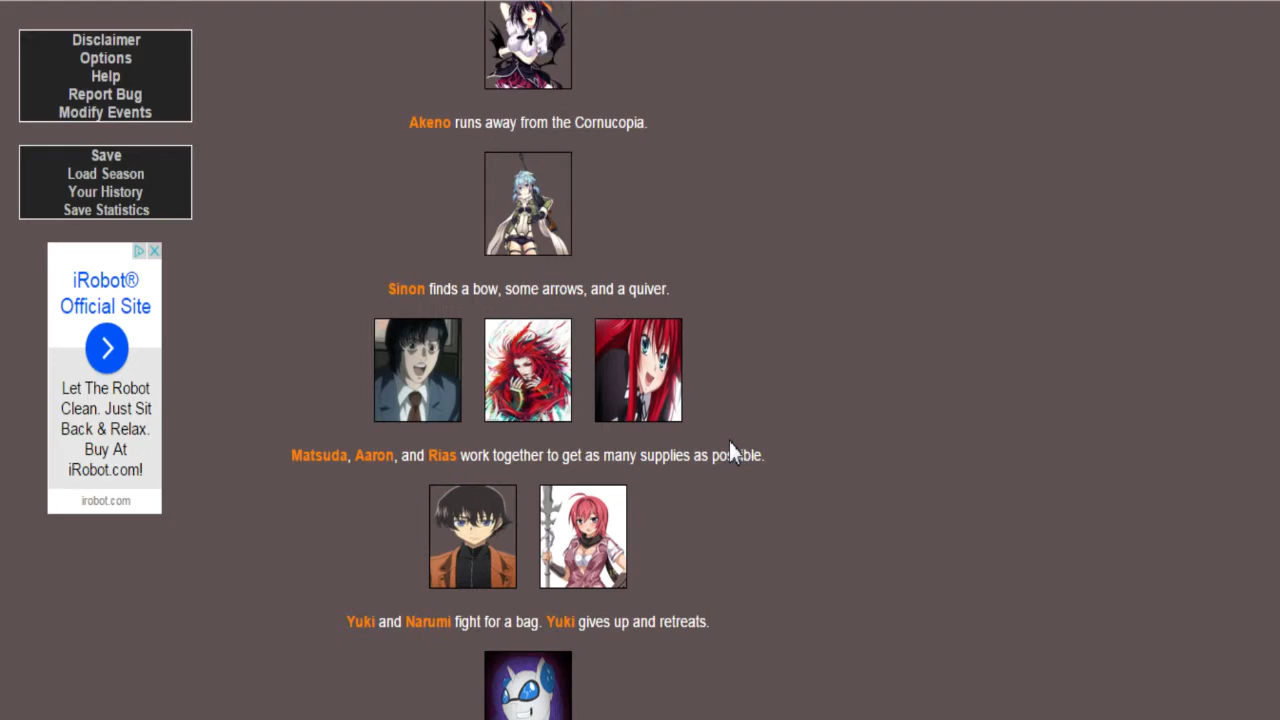 Disclaimer
Options
Help
Report Bug
Modify Events
Save
Load Season
Your History
Save Statistics
iRobot®
Official Site
Let The Robot
Clean. Just Sit
Back & Relax.
Buy At
iRobot.com!
irobot.com
Akeno runs away from the Cornucopia.
Sinon finds a bow, some arrows, and a quiver.
Matsuda, Aaron, and Rias work together to get as many supplies as possible.
Yuki and Narumi fight for a bag. Yuki gives up and retreats.